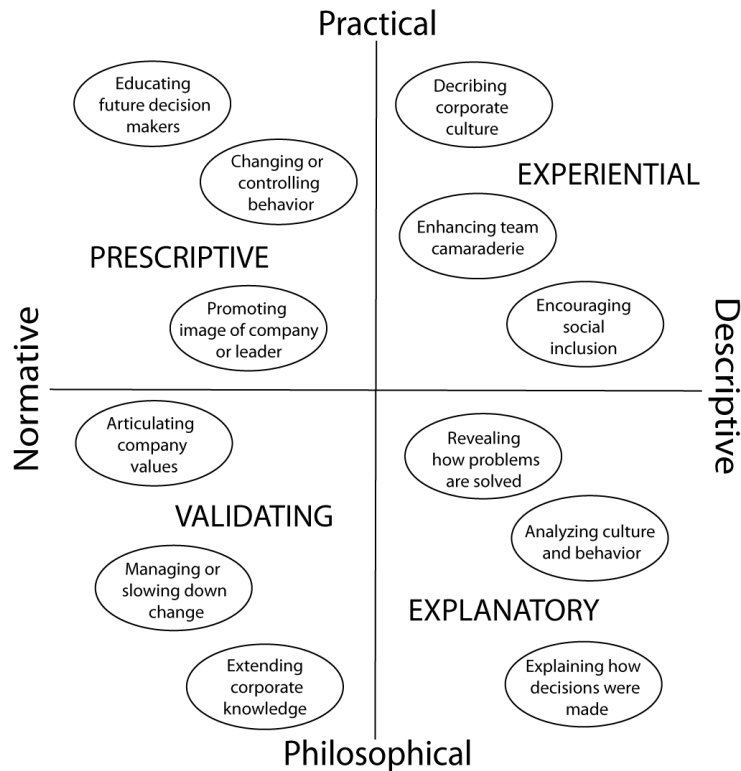 Practical
Educating
future decision
makers
Decribing
corporate
culture
Changing or
controlling
behavior
EXPERIENTIAL
Enhancing team
camaraderie
PRESCRIPTIVE
Promoting
image of company
or leader
Encouraging
social
inclusion
Normative
Descriptive
Articulating
company
values
Revealing
how problems
are solved
VALIDATING
Analyzing culture
and behavior
Managing or
slowing down
change
EXPLANATORY
Extending
corporate
knowledge
Explaining how
decisions were
made
Philosophical